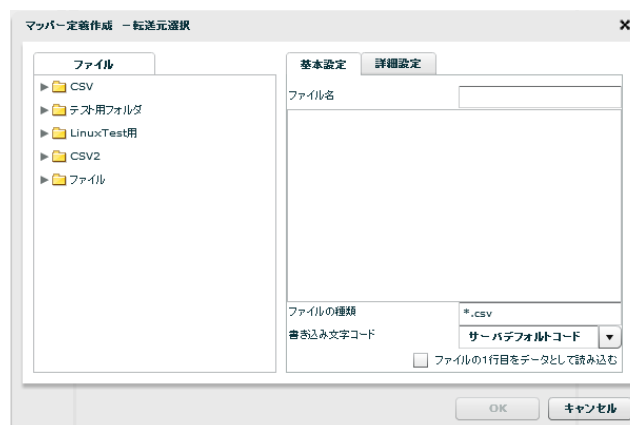 マッパー定義作成 －転送元選択
ファイル
CSV
テスト用フォルダ
LinuxTest用
CSV2
ファイル
基本設定 詳細設定
ファイル名
ファイルの種類 *.csv
書き込み文字コード サーバデフォルトコード
ファイルの1行目をデータとして読み込む
OK キャンセル